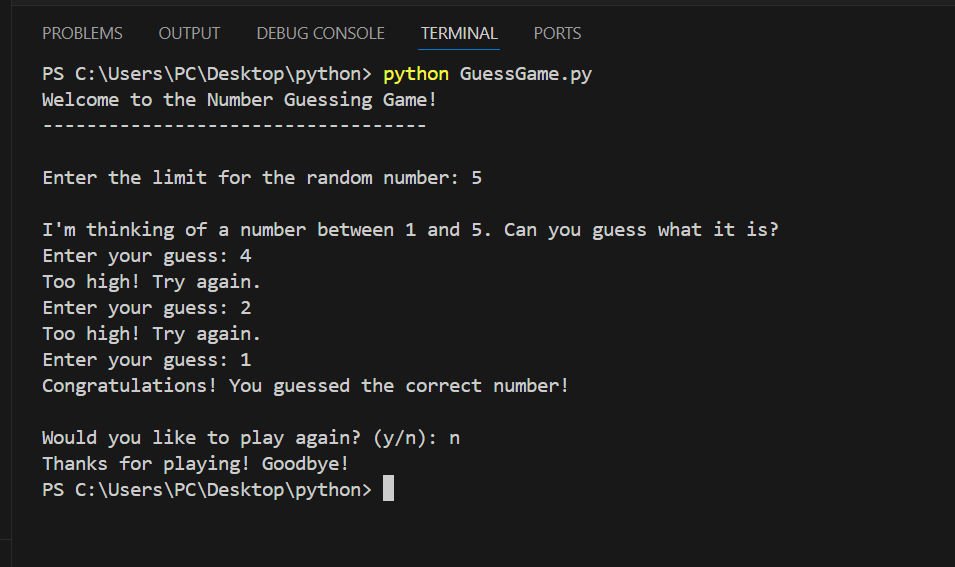 PROBLEMS OUTPUT DEBUG CONSOLE TERMINAL PORTS
PS C:\Users\PC\Desktop\python> python GuessGame.py
Welcome to the Number Guessing Game!
-----------------------------------
Enter the limit for the random number: 5
I'm thinking of a number between 1 and 5. Can you guess what it is?
Enter your guess: 4
Too high! Try again.
Enter your guess: 2
Too high! Try again.
Enter your guess: 1
Congratulations! You guessed the correct number!
Would you like to play again? (y/n): n
Thanks for playing! Goodbye!
PS C:\Users\PC\Desktop\python>